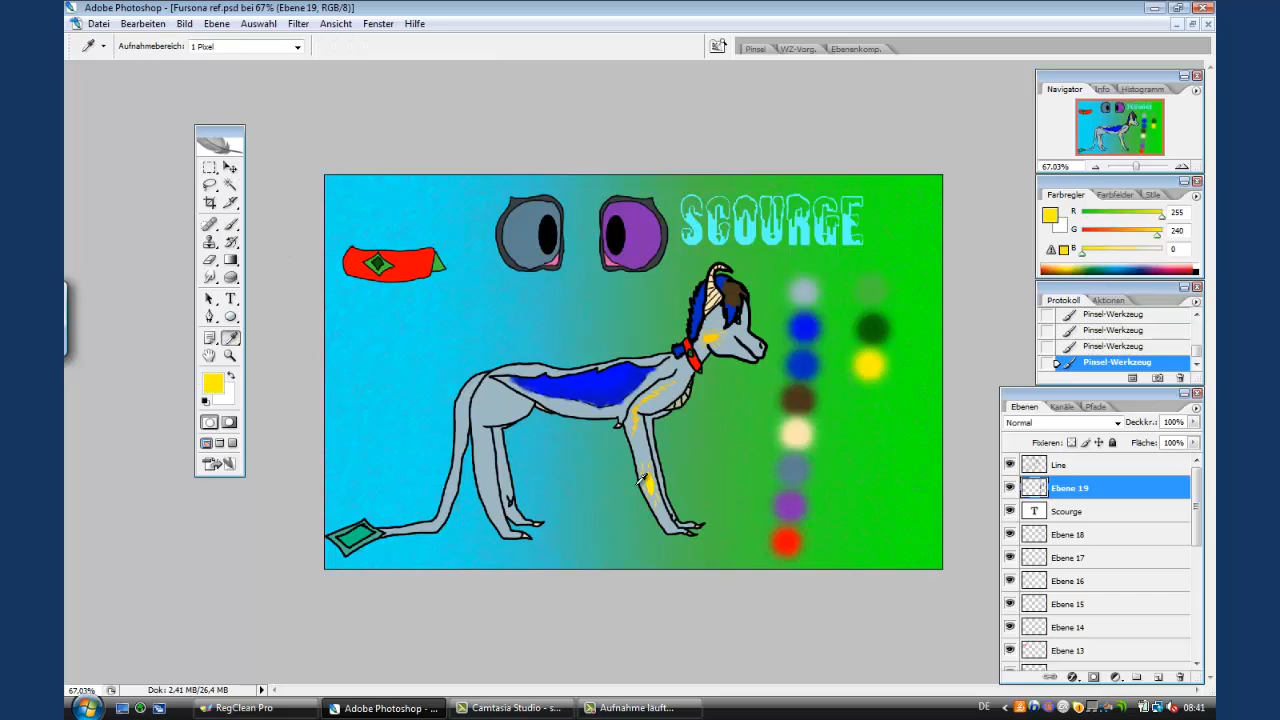 Adobe Photoshop - [Fursona ref.psd bei 67% (Ebene 19, RGB/8)]
Datei Bearbeiten Bild Ebene Auswahl Filter Ansicht Fenster Hilfe
Aufnahmebereich: 1 Pixel
Pinsel WZ-Vorg. Ebenenkomp.
Navigator Info Histogramm
67.03%
SCOURGE
Farbregler Farbfelder Stile
R 255
G 240
B 0
Protokoll Aktionen
Pinsel-Werkzeug
Pinsel-Werkzeug
Pinsel-Werkzeug
Pinsel-Werkzeug
Ebenen Kanäle Pfade
Normal Deckkr.: 100%
Fixieren: Fläche: 100%
Line
Ebene 19
T Scourge
Ebene 18
Ebene 17
Ebene 16
Ebene 15
Ebene 14
Ebene 13
67.03% Dok: 2.41 MB/26.4 MB
RegClean Pro Adobe Photoshop - ... Camtasia Studio - s... Aufnahme läuft... DE 08:41